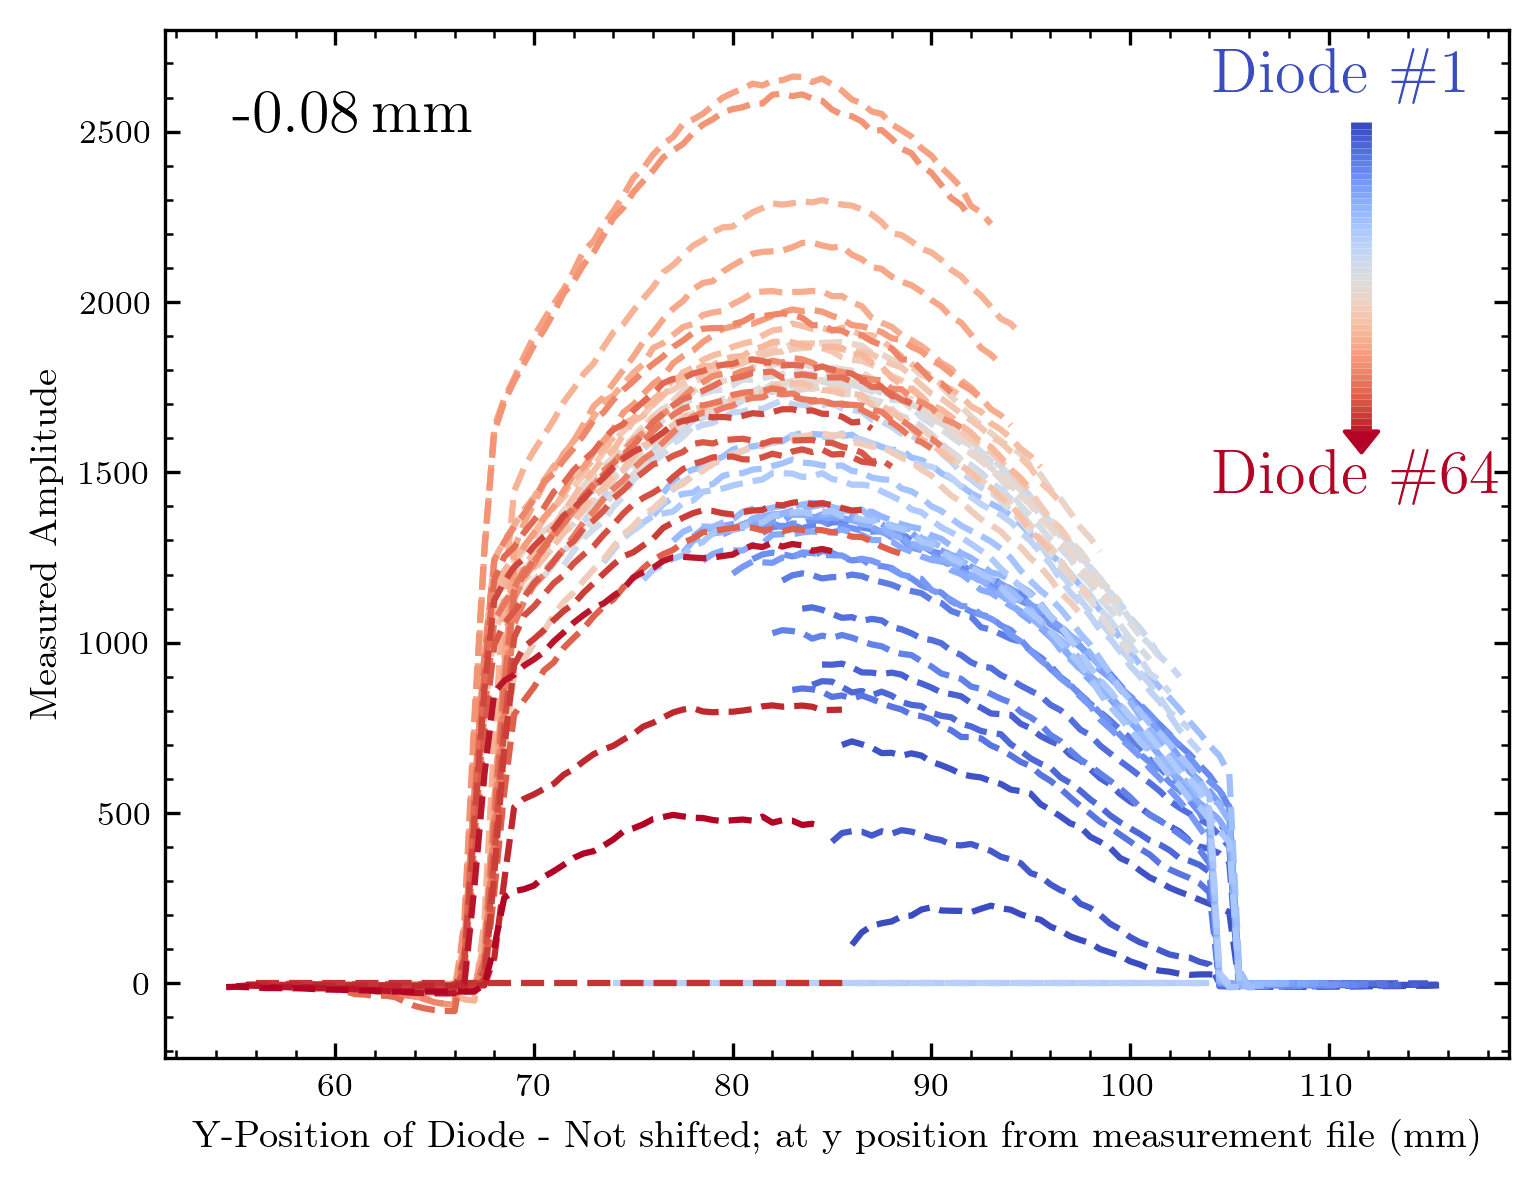 -0.08 mm
Diode #1
Diode #64
Measured Amplitude
2500
2000
1500
1000
500
0
60 70 80 90 100 110
Y-Position of Diode - Not shifted; at y position from measurement file (mm)